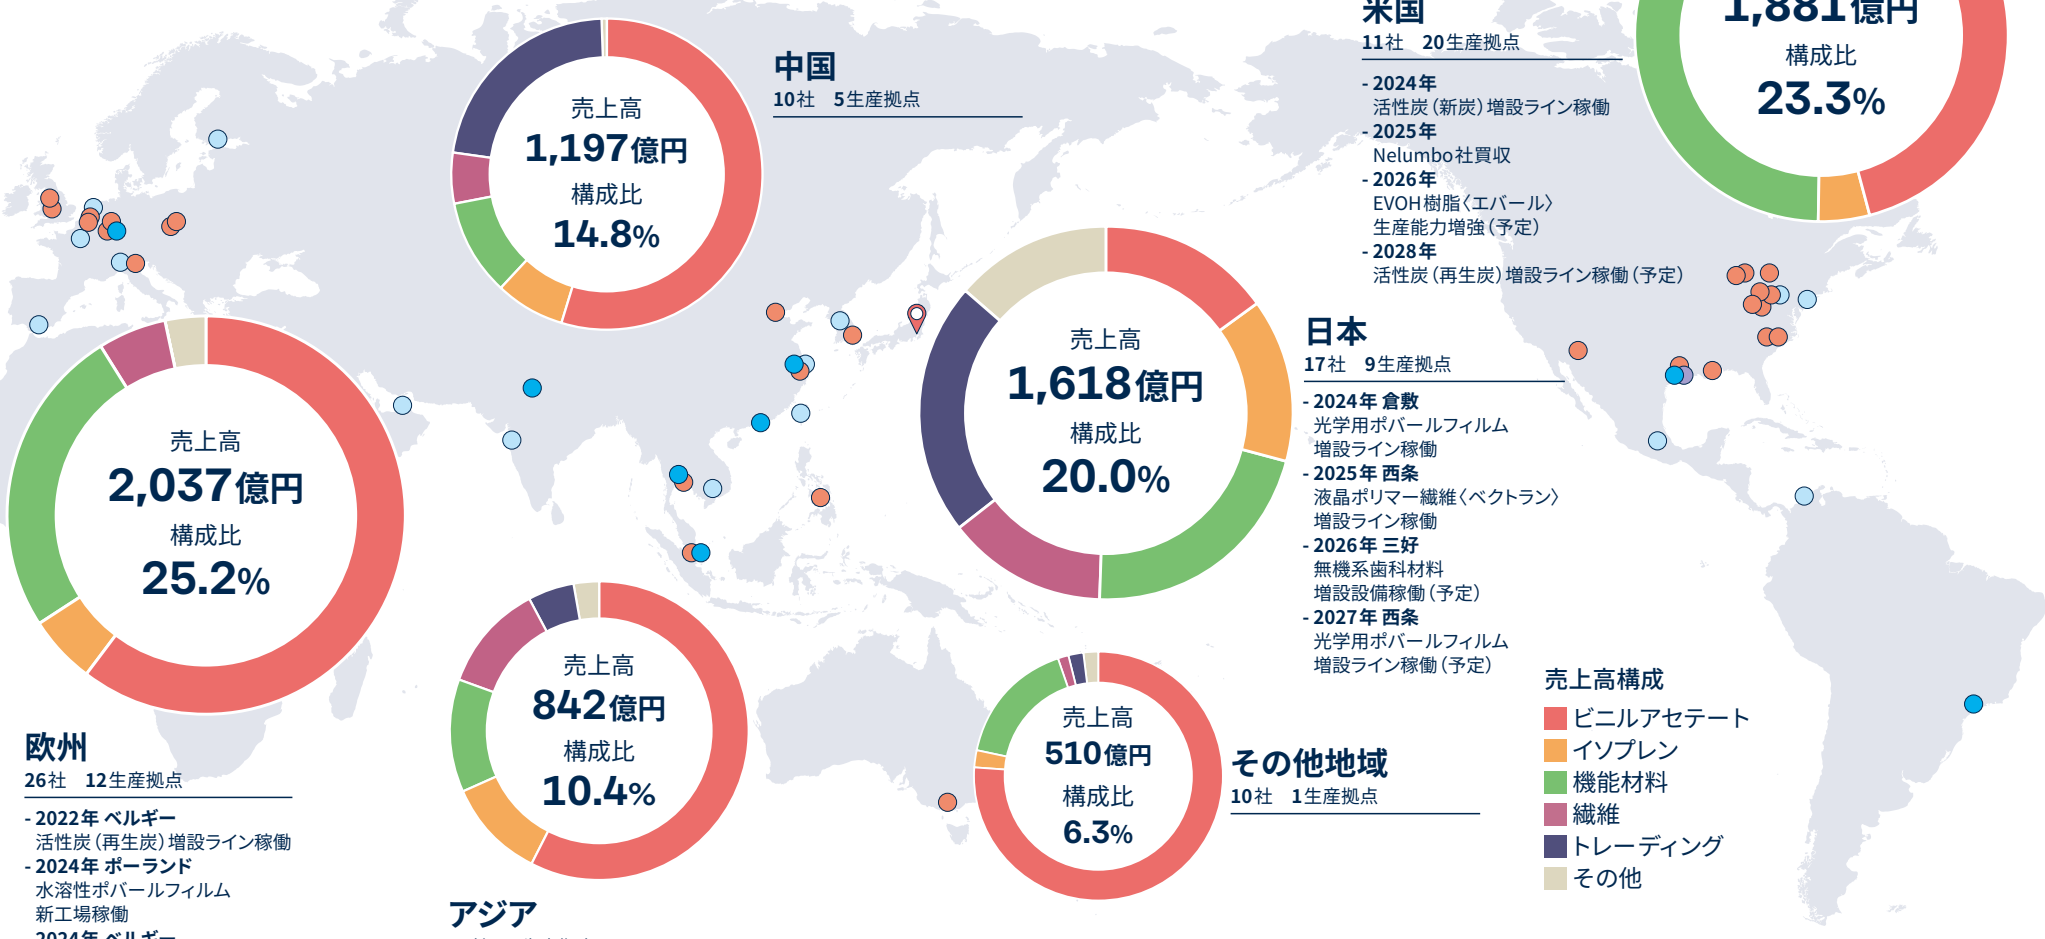 売上高
1,197億円
構成比
14.8%
中国
10社 5生産拠点
米国
11社 20生産拠点
- 2024年
活性炭（新炭）増設ライン稼働
- 2025年
Nelumbo社買収
- 2026年
EVOH樹脂〈エバール〉
生産能力増強（予定）
- 2028年
活性炭（再生炭）増設ライン稼働（予定）
1,881億円
構成比
23.3%
売上高
1,618億円
構成比
20.0%
日本
17社 9生産拠点
- 2024年 倉敷
光学用ポバールフィルム
増設ライン稼働
- 2025年 西条
液晶ポリマー繊維〈ベクトラン〉
増設ライン稼働
- 2026年 三好
無機系歯科材料
増設設備稼働（予定）
- 2027年 西条
光学用ポバールフィルム
増設ライン稼働（予定）
売上高
2,037億円
構成比
25.2%
欧州
26社 12生産拠点
- 2022年 ベルギー
活性炭（再生炭）増設ライン稼働
- 2024年 ポーランド
水溶性ポバールフィルム
新工場稼働
- 2024年 ベルギー
売上高
842億円
構成比
10.4%
アジア
売上高
510億円
構成比
6.3%
その他地域
10社 1生産拠点
売上高構成
ビニルアセテート
イソプレン
機能材料
繊維
トレーディング
その他